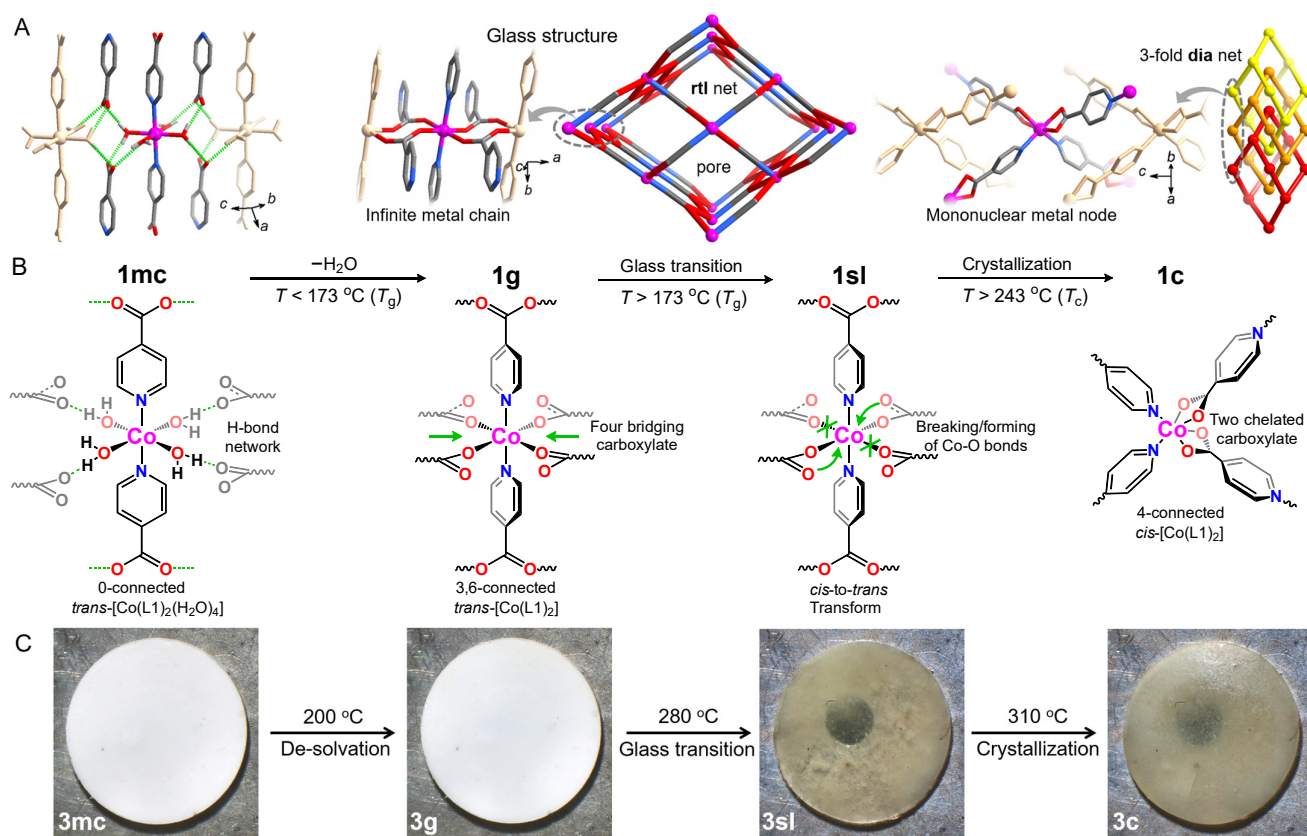 A
Glass structure
3-fold dia net
rtl net
pore
Infinite metal chain
Mononuclear metal node
c
b
a
c
a
b
b
c
a
B
1mc
−H2O
T < 173 °C (Tg)
1g
Glass transition
T > 173 °C (Tg)
1sl
Crystallization
T > 243 °C (Tc)
1c
O
O
O
O
O
O
N
N
N
N
N
O
O
O
O
O
O
O
O
O
O
O
O
H
H
H
H
O
O
O
O
H
H
H
H
Co
Co
Co
Co
H-bond
network
Four bridging
carboxylate
Breaking/forming
of Co-O bonds
Two chelated
carboxylate
O
O
O
O
O
O
O
O
O
O
O
O
N
N
N
N
N
O
O
O
O
O
O
0-connected
trans-[Co(L1)2(H2O)4]
3,6-connected
trans-[Co(L1)2]
cis-to-trans
Transform
4-connected
cis-[Co(L1)2]
C
200 °C
De-solvation
280 °C
Glass transition
310 °C
Crystallization
3mc
3g
3sl
3c